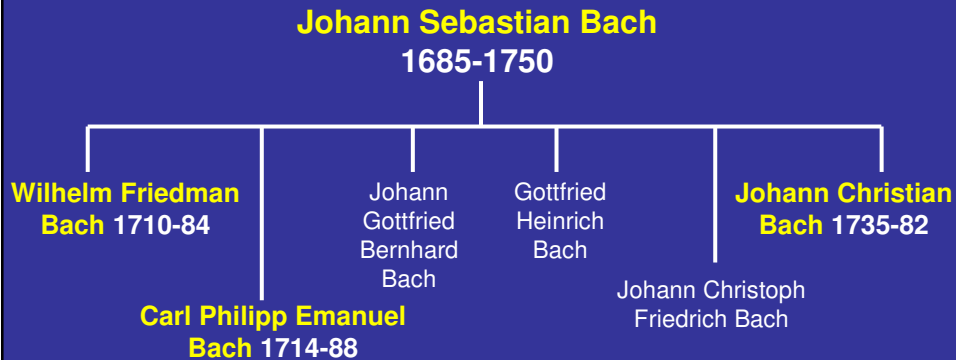 Johann Sebastian Bach
1685-1750
Wilhelm Friedman
Bach 1710-84
Carl Philipp Emanuel
Bach 1714-88
Johann
Gottfried
Bernhard
Bach
Gottfried
Heinrich
Bach
Johann Christoph
Friedrich Bach
Johann Christian
Bach 1735-82